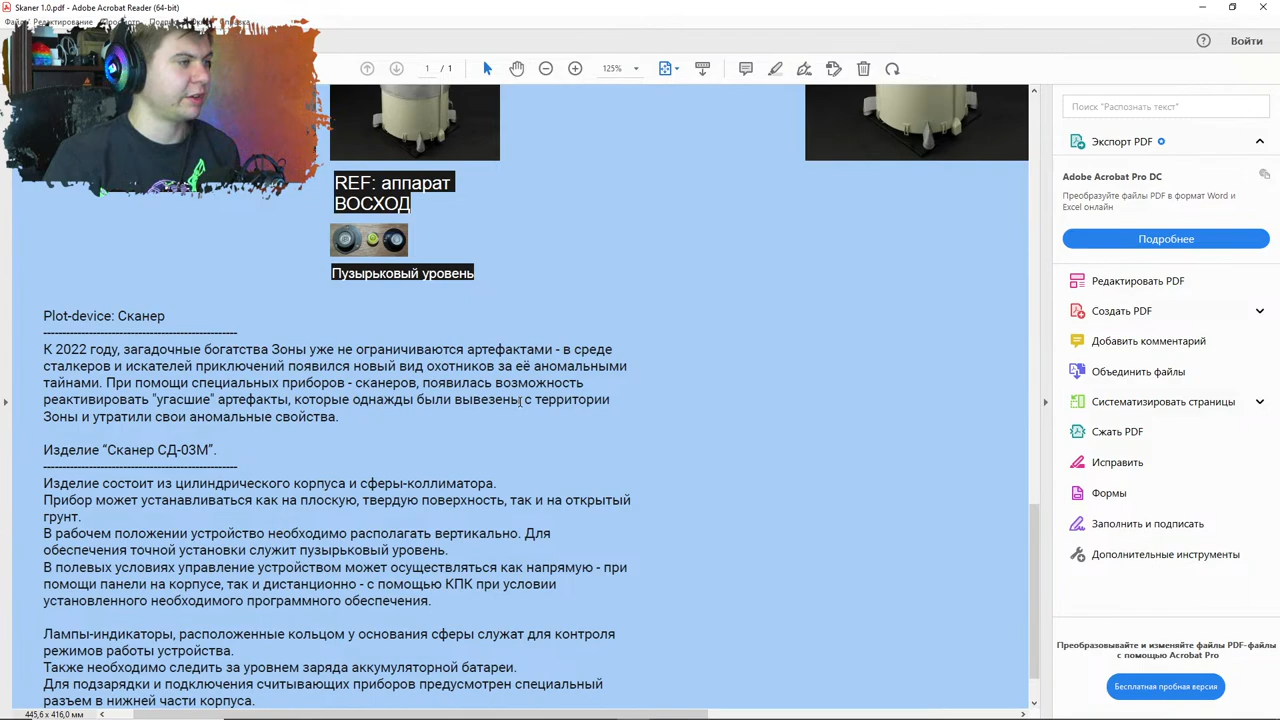 Skaner 1.0.pdf - Adobe Acrobat Reader (64-bit)
Файл Редактирование Просмотр
Справка
Войти
1 / 1
125%
Поиск "Распознать текст"
Экспорт PDF
Adobe Acrobat Pro DC
Преобразуйте файлы PDF в формат Word и
Excel онлайн
Подробнее
Редактировать PDF
Создать PDF
Добавить комментарий
Объединить файлы
Систематизировать страницы
Сжать PDF
Исправить
Формы
Заполнить и подписать
Дополнительные инструменты
Преобразовывайте и изменяйте файлы PDF-файлы
с помощью Acrobat Pro
Бесплатная пробная версия
REF: аппарат
ВОСХОД
Пузырьковый уровень
Plot-device: Сканер
--------------------------------------------------
К 2022 году, загадочные богатства Зоны уже не ограничиваются артефактами - в среде
сталкеров и искателей приключений появился новый вид охотников за её аномальными
тайнами. При помощи специальных приборов - сканеров, появилась возможность
реактивировать "угасшие" артефакты, которые однажды были вывезены с территории
Зоны и утратили свои аномальные свойства.
Изделие “Сканер СД-03М”.
--------------------------------------------------
Изделие состоит из цилиндрического корпуса и сферы-коллиматора.
Прибор может устанавливаться как на плоскую, твердую поверхность, так и на открытый
грунт.
В рабочем положении устройство необходимо располагать вертикально. Для
обеспечения точной установки служит пузырьковый уровень.
В полевых условиях управление устройством может осуществляться как напрямую - при
помощи панели на корпусе, так и дистанционно - с помощью КПК при условии
установленного необходимого программного обеспечения.
Лампы-индикаторы, расположенные кольцом у основания сферы служат для контроля
режимов работы устройства.
Также необходимо следить за уровнем заряда аккумуляторной батареи.
Для подзарядки и подключения считывающих приборов предусмотрен специальный
разъем в нижней части корпуса.
445,6 x 416,0 мм